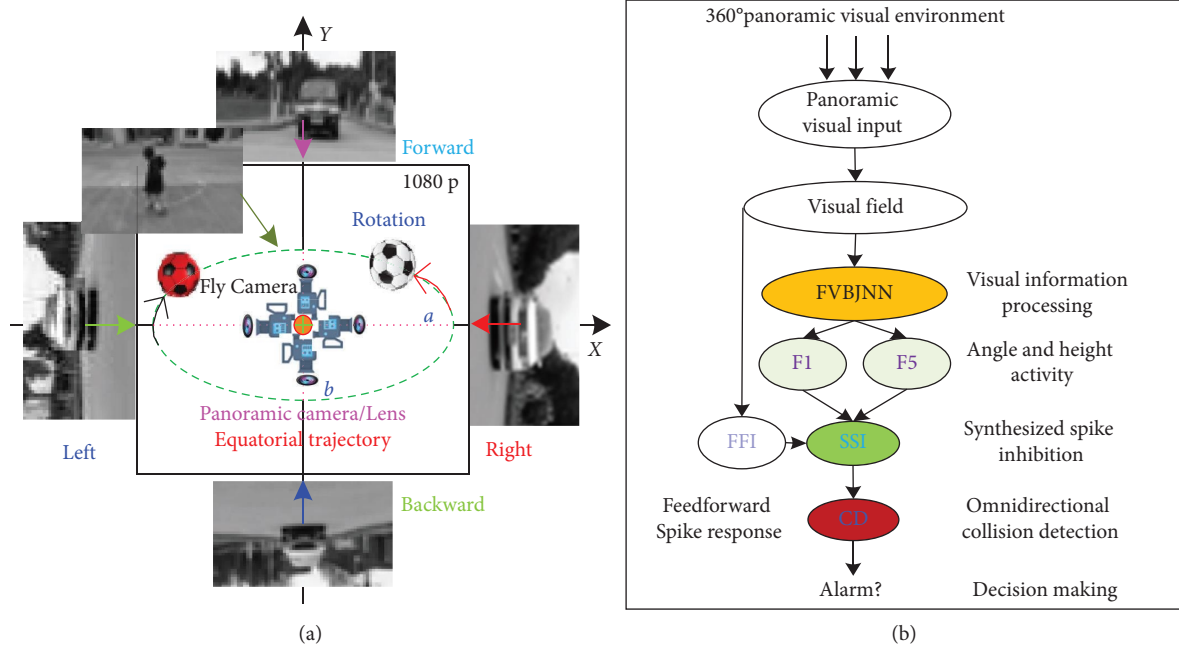 Y
Forward
1080 p
Rotation
Fly Camera
a
X
b
Panoramic camera/Lens
Equatorial trajectory
Left
Right
Backward
(a)
360°panoramic visual environment
Panoramic
visual input
Visual field
FVBJNN
Visual information
processing
F1
F5
Angle and height
activity
FFI
SSI
Synthesized spike
inhibition
Feedforward
Spike response
CD
Omnidirectional
collision detection
Alarm?
Decision making
(b)